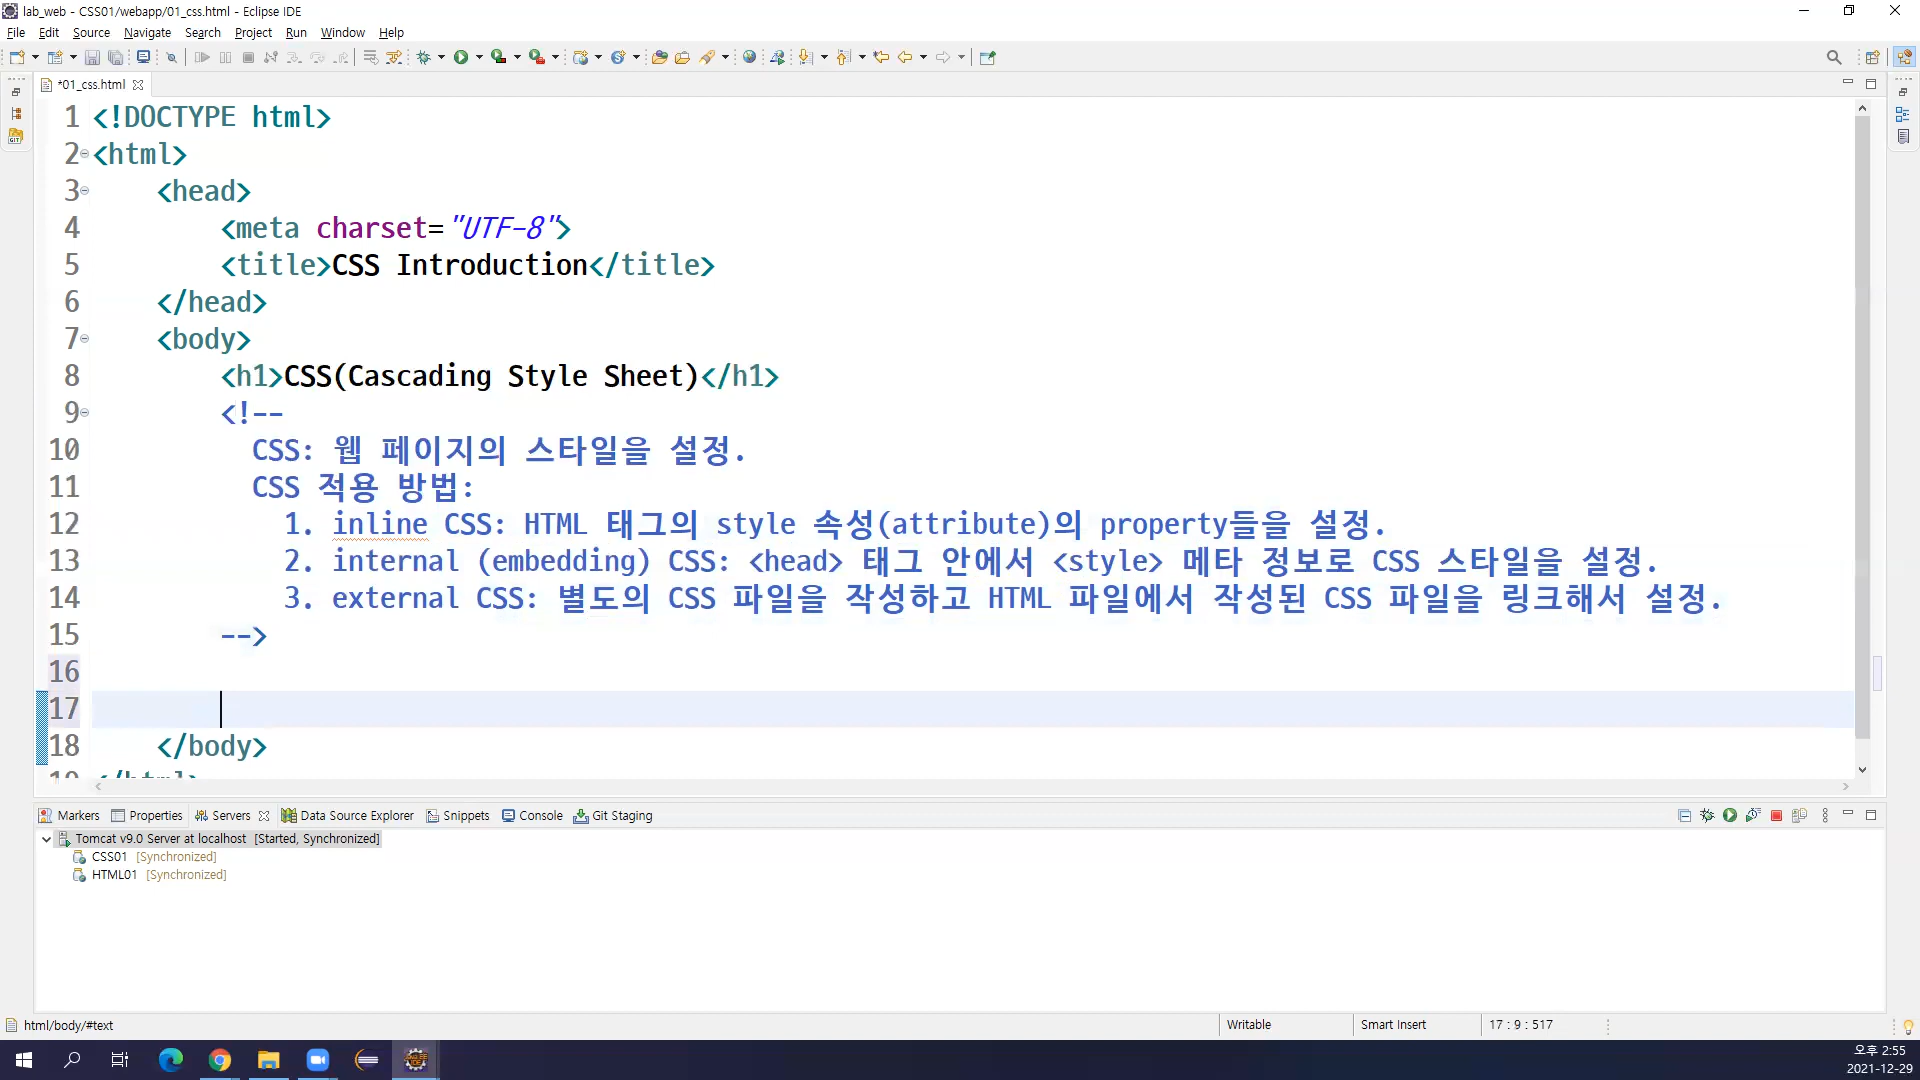 lab_web - CSS01/webapp/01_css.html - Eclipse IDE
File Edit Source Navigate Search Project Run Window Help
*01_css.html
1 <!DOCTYPE html>
2 <html>
3 <head>
4 <meta charset="UTF-8">
5 <title>CSS Introduction</title>
6 </head>
7 <body>
8 <h1>CSS(Cascading Style Sheet)</h1>
9 <!--
10 CSS: 웹 페이지의 스타일을 설정.
11 CSS 적용 방법:
12 1. inline CSS: HTML 태그의 style 속성(attribute)의 property들을 설정.
13 2. internal (embedding) CSS: <head> 태그 안에서 <style> 메타 정보로 CSS 스타일을 설정.
14 3. external CSS: 별도의 CSS 파일을 작성하고 HTML 파일에서 작성된 CSS 파일을 링크해서 설정.
15 -->
16
17
18 </body>
19 </html>
Markers Properties Servers Data Source Explorer Snippets Console Git Staging
Tomcat v9.0 Server at localhost [Started, Synchronized]
CSS01 [Synchronized]
HTML01 [Synchronized]
html/body/#text Writable Smart Insert 17 : 9 : 517
오후 2:55
2021-12-29